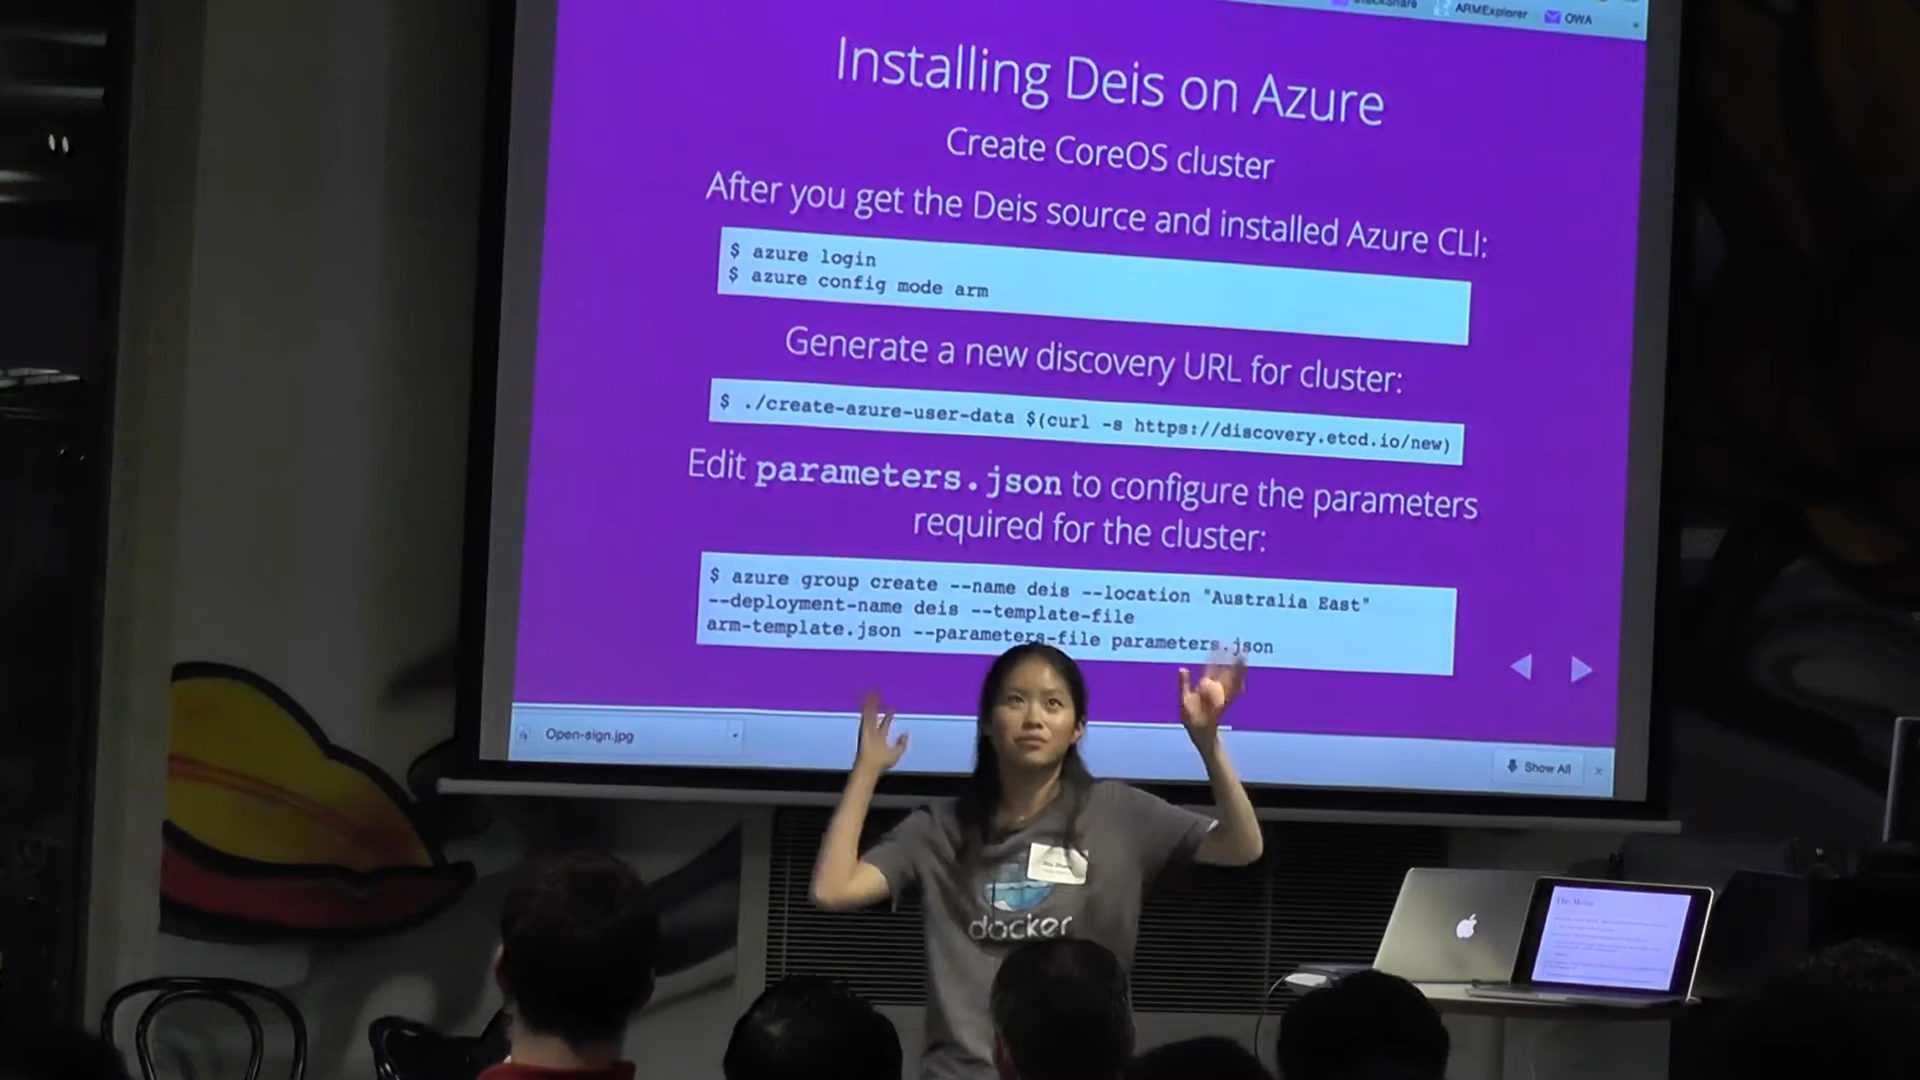 ARMExplorer
OWA
Installing Deis on Azure
Create CoreOS cluster
After you get the Deis source and installed Azure CLI:
$ azure login
$ azure config mode arm
Generate a new discovery URL for cluster:
$ ./create-azure-user-data $(curl -s https://discovery.etcd.io/new)
Edit parameters.json to configure the parameters
required for the cluster:
$ azure group create --name deis --location "Australia East"
--deployment-name deis --template-file
arm-template.json --parameters-file parameters.json
Open-sign.jpg
Show All
docker